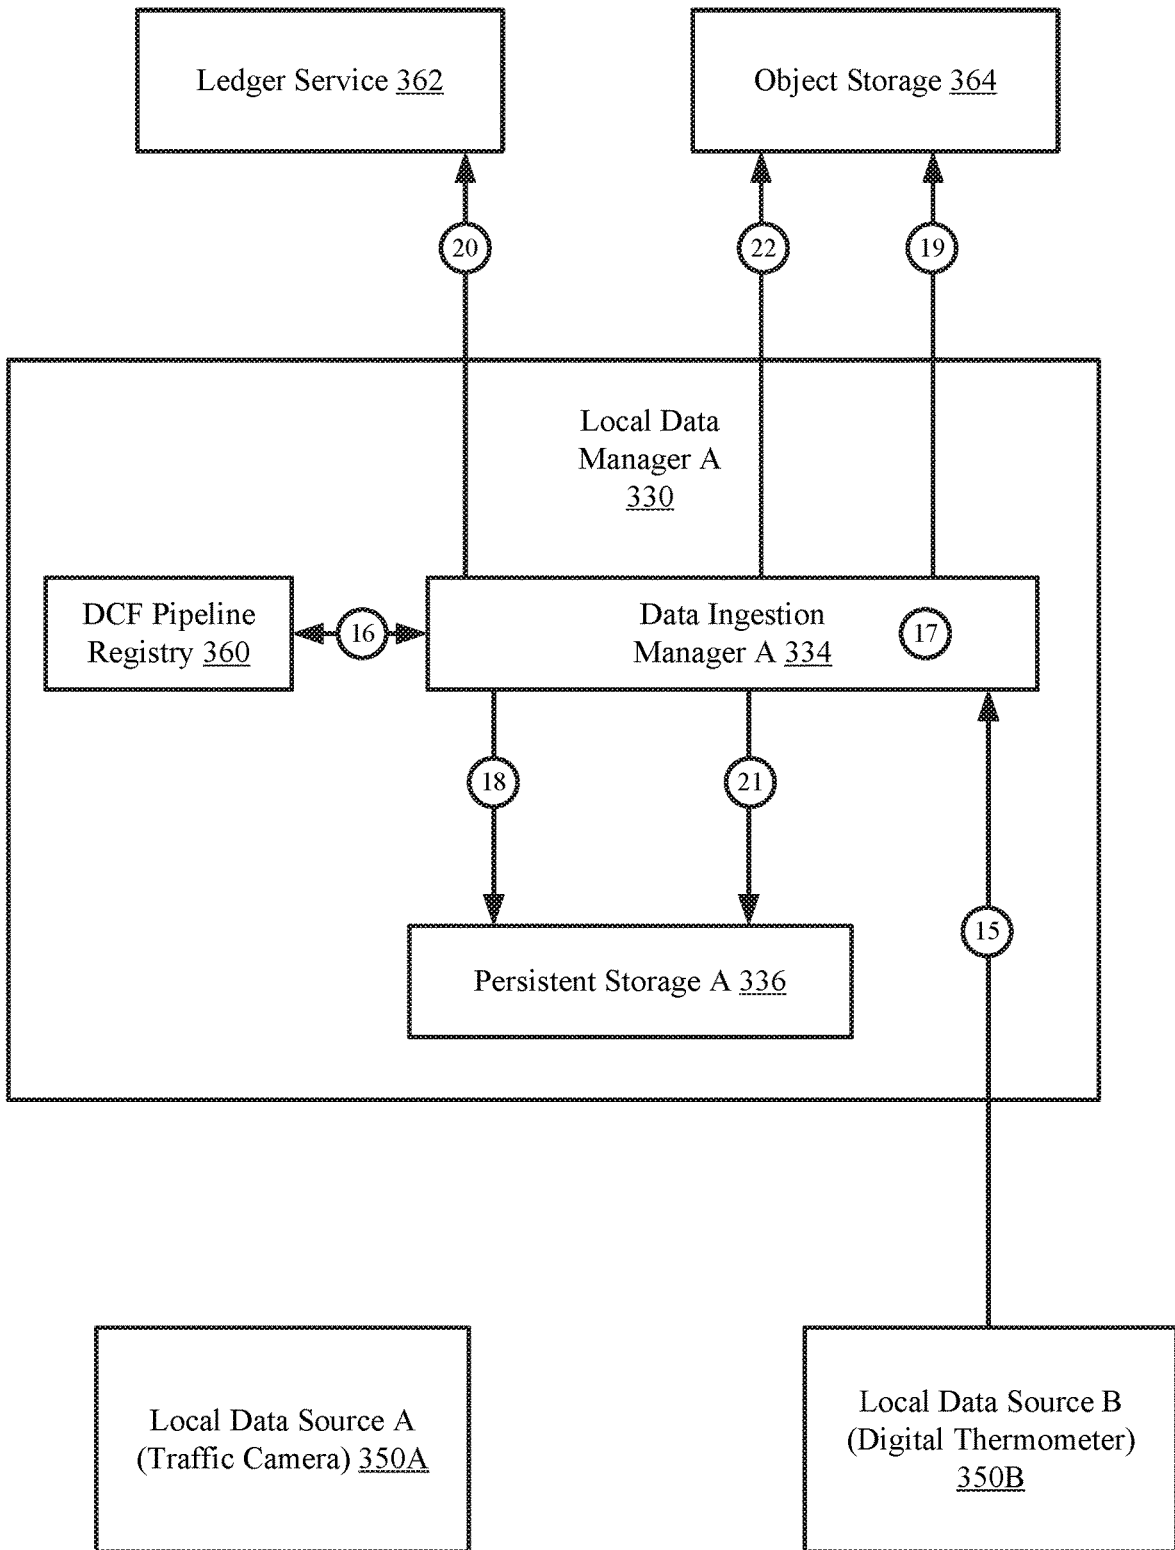 Ledger Service 362
Object Storage 364
20
22
19
Local Data
Manager A
330
DCF Pipeline
Registry 360
16
Data Ingestion
Manager A 334
17
18
21
15
Persistent Storage A 336
Local Data Source A
(Traffic Camera) 350A
Local Data Source B
(Digital Thermometer)
350B